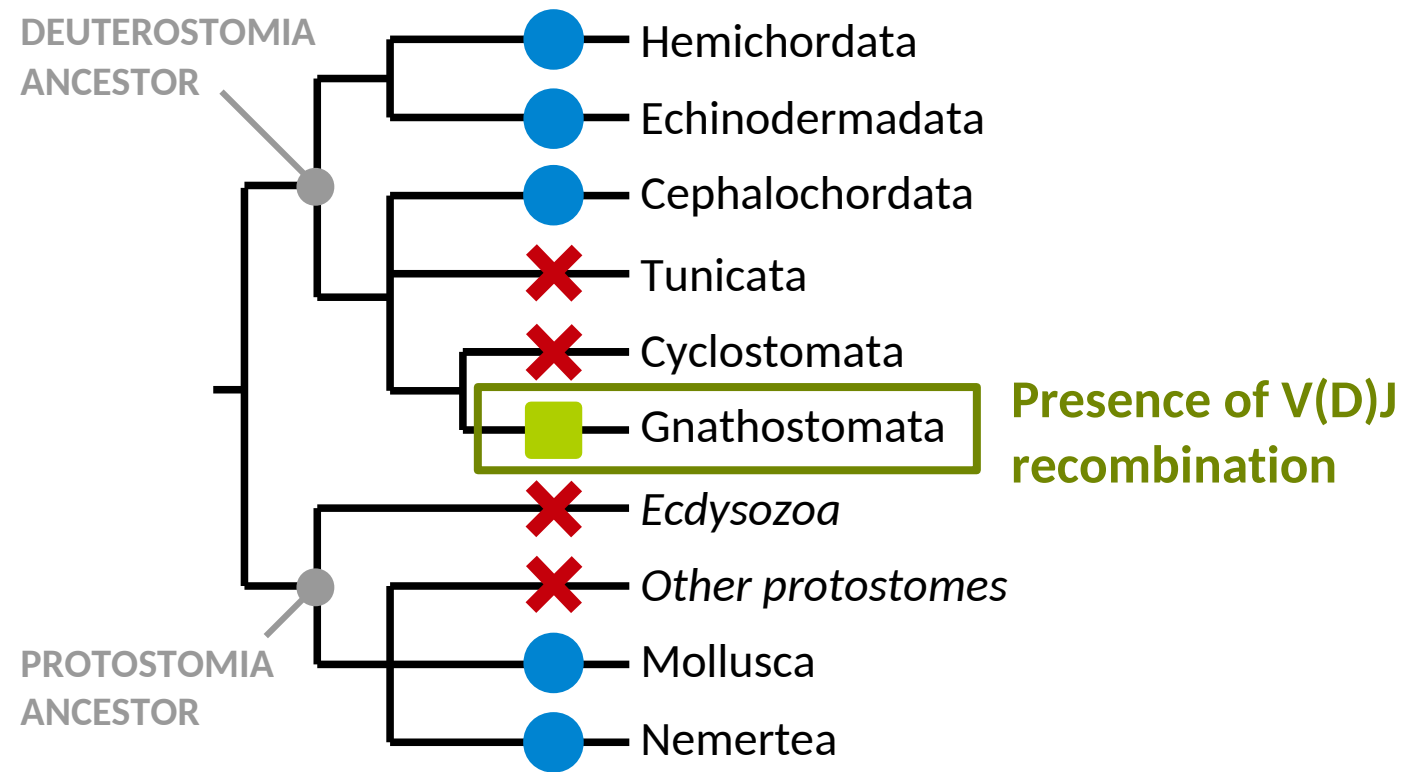 DEUTEROSTOMIA
ANCESTOR
Hemichordata
Echinodermadata
Cephalochordata
Tunicata
Cyclostomata
Gnathostomata
Presence of V(D)J
recombination
Ecdysozoa
Other protostomes
Mollusca
Nemertea
PROTOSTOMIA
ANCESTOR